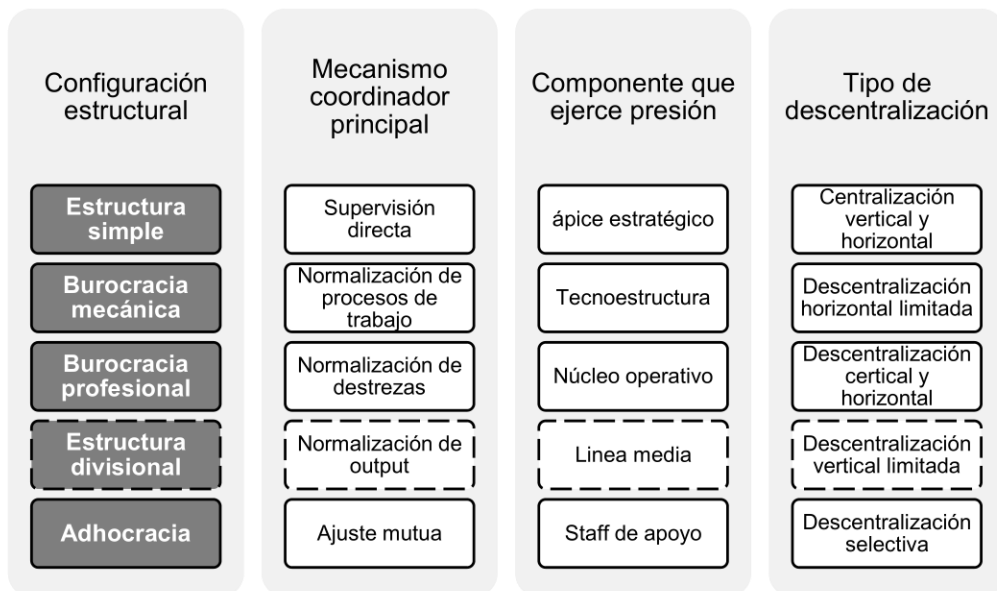 Configuración
estructural
Mecanismo
coordinador
principal
Componente que
ejerce presión
Tipo de
descentralización
Estructura
simple
Supervisión
directa
ápice estratégico
Centralización
vertical y
horizontal
Burocracia
mecánica
Normalización de
procesos de
trabajo
Tecnoestructura
Descentralización
horizontal limitada
Burocracia
profesional
Normalización de
destrezas
Núcleo operativo
Descentralización
certical y
horizontal
Estructura
divisional
Normalización de
output
Linea media
Descentralización
vertical limitada
Adhocracia
Ajuste mutua
Staff de apoyo
Descentralización
selectiva